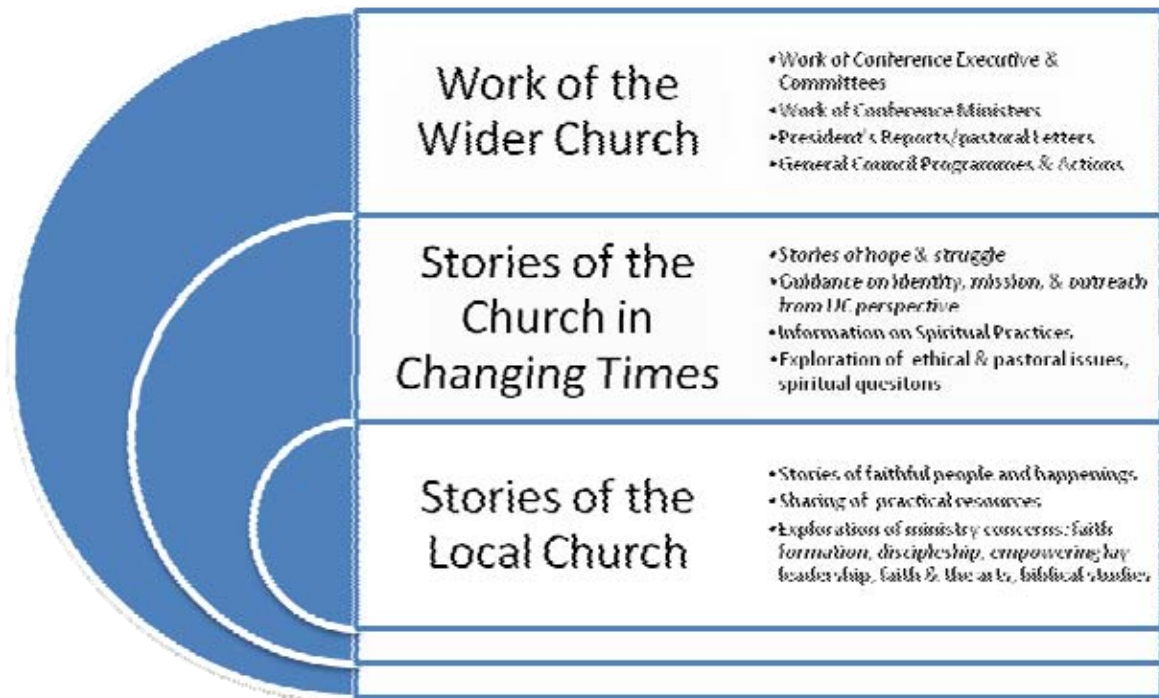 Work of the
Wider Church
•Work of Conference Executive &
Committees
•Work of Conference Ministers
•President's Reports/pastoral Letters
•General Council Programmes & Actions
Stories of the
Church in
Changing Times
•Stories of hope & struggle
•Guidance on identity, mission, & outreach
from UC perspective
•Information on Spiritual Practices
•Exploration of ethical & pastoral issues,
spiritual quesitons
Stories of the
Local Church
•Stories of faithful people and happenings
•Sharing of practical resources
•Exploration of ministry concerns: faith
formation, discipleship, empowering lay
leadership, faith & the arts, biblical studies